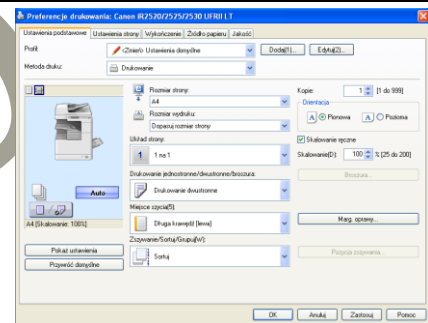 Preferencje drukowania: Canon IR2520/2525/2530 UFRII LT
Ustawienia podstawowe Ustawienia strony Wykończenie Źródło papieru Jakość
Profil: <Zmień> Ustawienia domyślne Dodaj(1)... Edytuj(2)...
Metoda druku: Drukowanie
Rozmiar strony:
A4
Rozmiar wydruku:
Dopasuj rozmiar strony
Układ strony:
1 1 na 1
Drukowanie jednostronne/dwustronne/broszura:
Drukowanie dwustronne
Miejsce zszycia(5):
Długa krawędź [lewa]
Zszywanie/Sortuj/Grupuj(W):
Sortuj
Kopie: 1 [1 do 999]
Orientacja
A Pionowa A Pozioma
Skalowanie ręczne
Skalowanie(D): 100 % [25 do 200]
Broszura...
Marg. oprawy...
Pozycja zszywania...
Auto
A4 [Skalowanie: 100%]
Pokaż ustawienia
Przywróć domyślne
OK Anuluj Zastosuj Pomoc